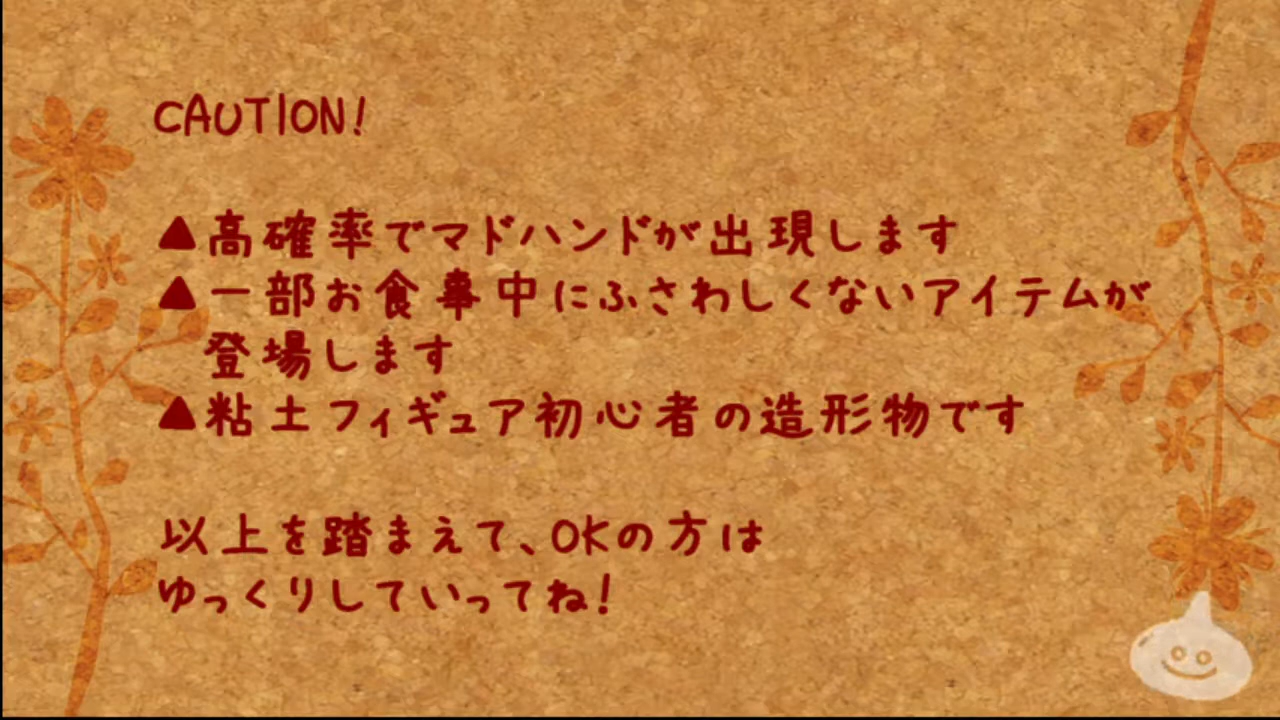 CAUTION!
▲高確率でマドハンドが出現します
▲一部お食事中にふさわしくないアイテムが
登場します
▲粘土フィギュア初心者の造形物です
以上を踏まえて、OKの方は
ゆっくりしていってね!